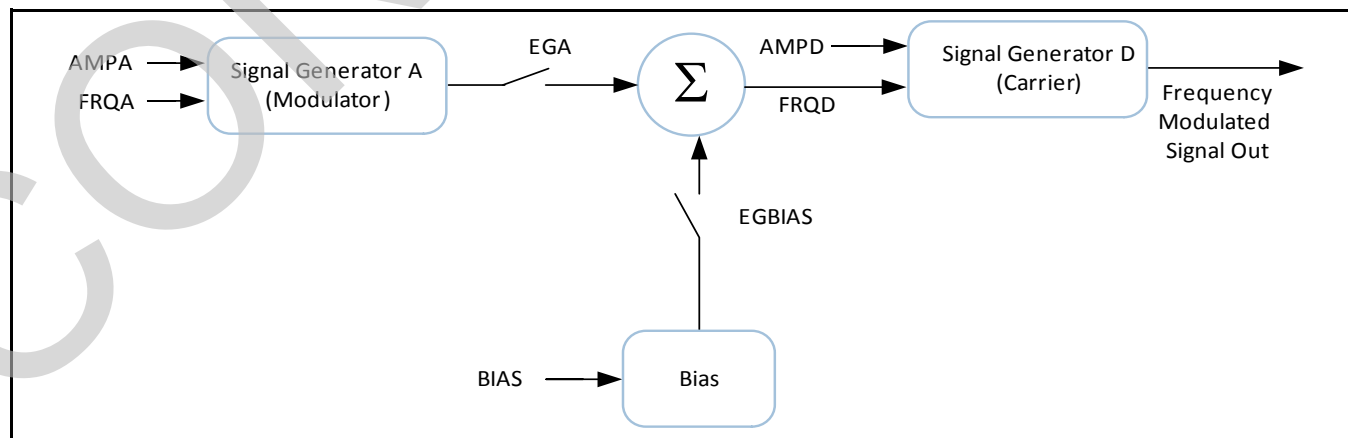 EGA
AMPA
FRQA
Signal Generator A
(Modulator)
Σ
AMPD
FRQD
Signal Generator D
(Carrier)
Frequency
Modulated
Signal Out
EGBIAS
BIAS
Bias